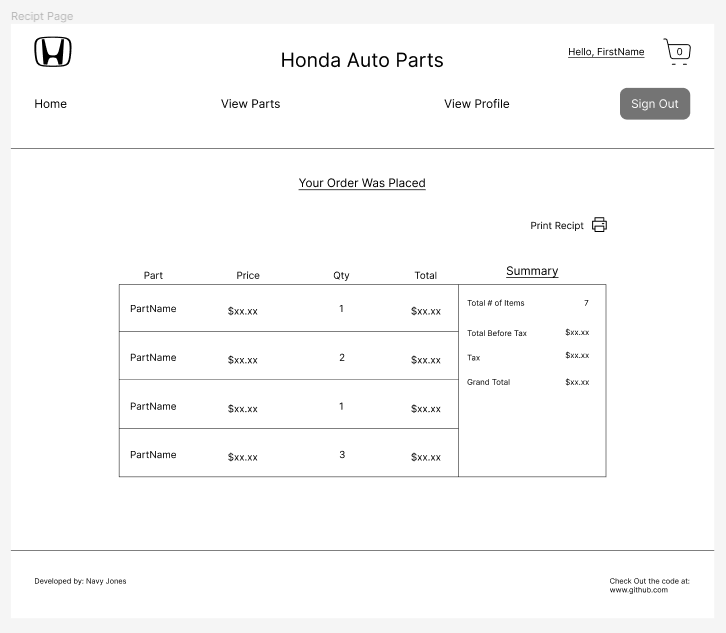 Recipt Page
Honda Auto Parts
Hello, FirstName
0
Home View Parts View Profile Sign Out
Your Order Was Placed
Print Recipt
Part Price Qty Total Summary
PartName $xx.xx 1 $xx.xx
PartName $xx.xx 2 $xx.xx
PartName $xx.xx 1 $xx.xx
PartName $xx.xx 3 $xx.xx
Total # of Items 7
Total Before Tax $xx.xx
Tax $xx.xx
Grand Total $xx.xx
Developed by: Navy Jones
Check Out the code at:
www.github.com